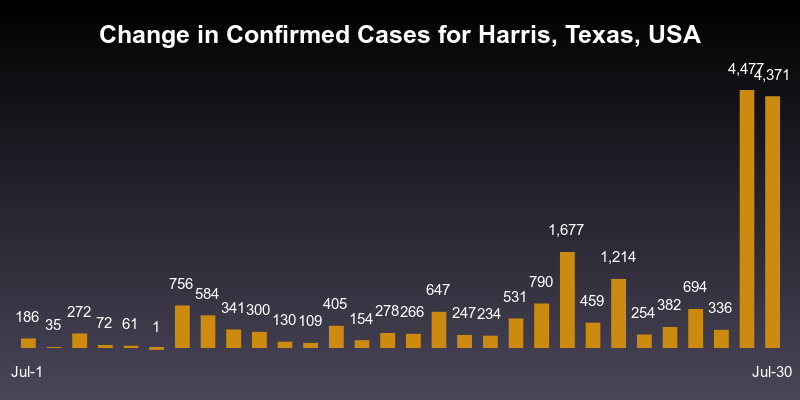 Change in Confirmed Cases for Harris, Texas, USA
186 35 272 72 61 1 756 584 341 300 130 109 405 154 278 266 647 247 234 531 790 1,677 459 1,214 254 382 694 336 4,477 4,371
Jul-1 Jul-30